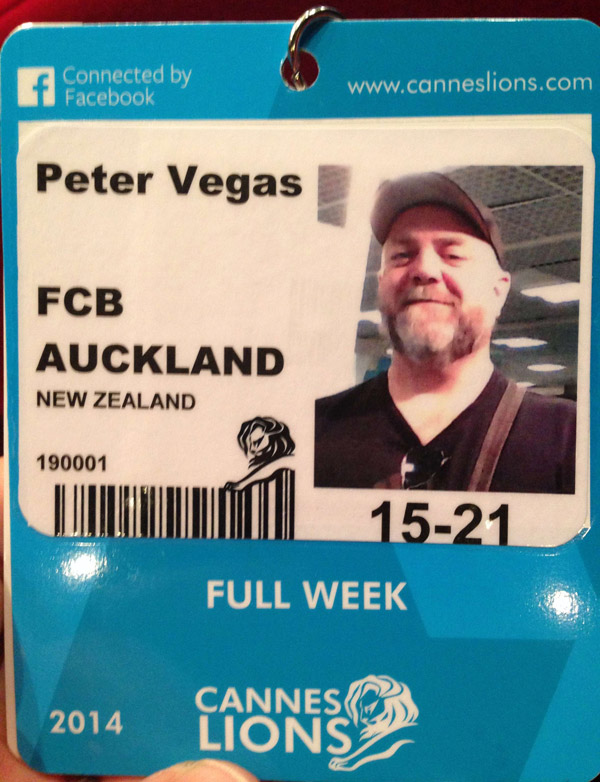 f Connected by
Facebook
www.canneslions.com
Peter Vegas
FCB
AUCKLAND
NEW ZEALAND
190001
15-21
FULL WEEK
2014
CANNES
LIONS